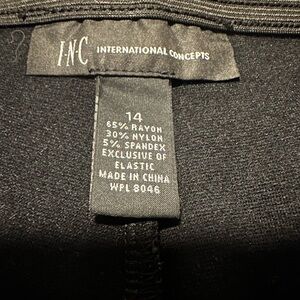 I·N·C INTERNATIONAL CONCEPTS
14
65% RAYON
30% NYLON
5% SPANDEX
EXCLUSIVE OF
ELASTIC
MADE IN CHINA
WPL 8046